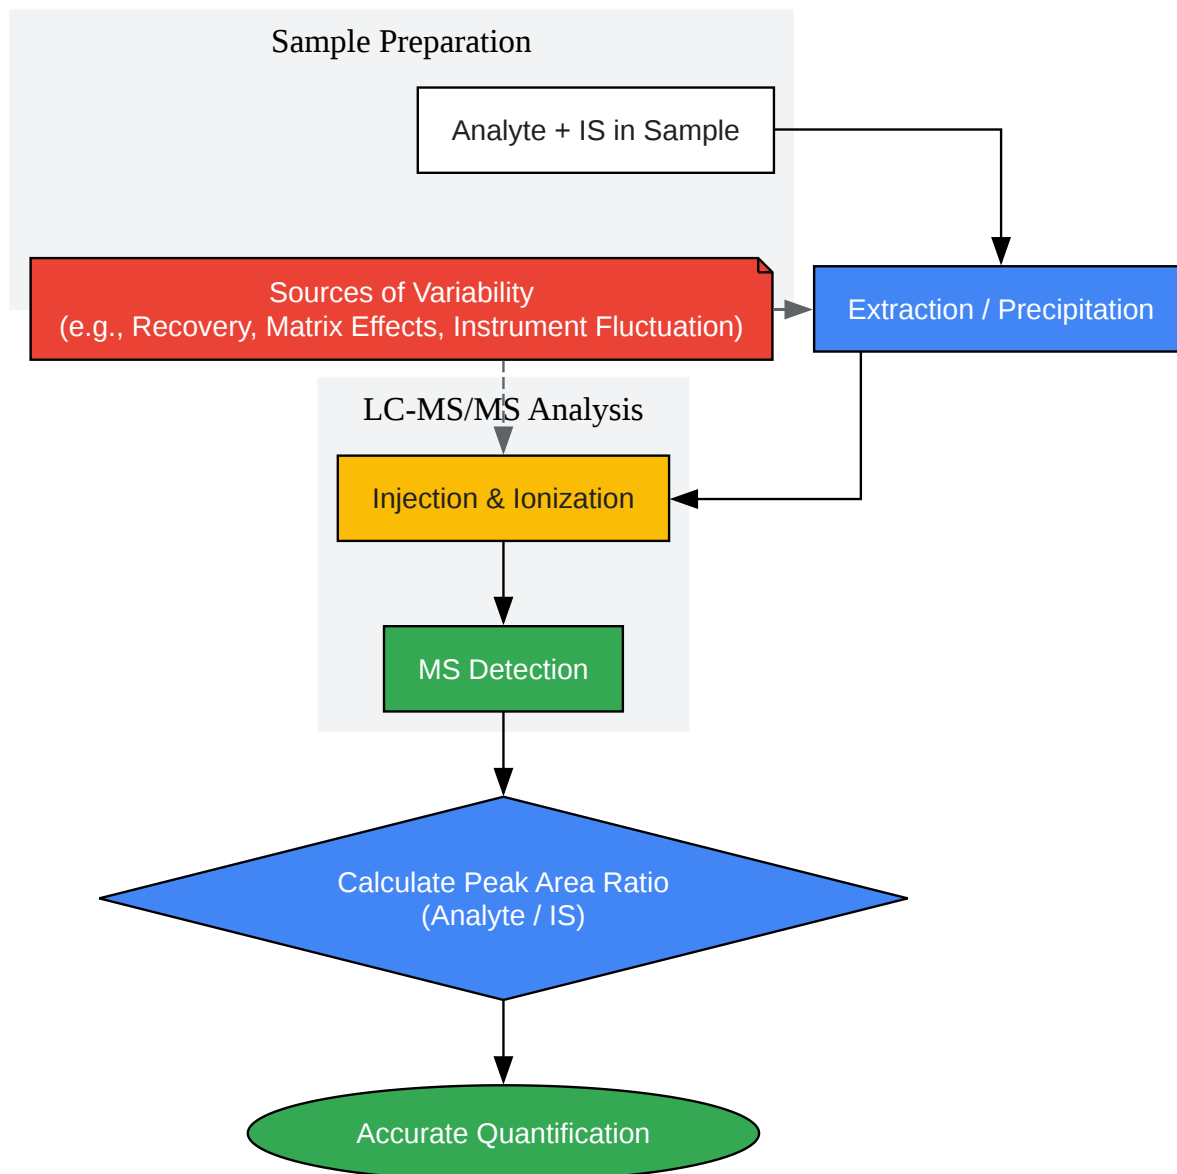 Sample Preparation
Analyte + IS in Sample
Sources of Variability
(e.g., Recovery, Matrix Effects, Instrument Fluctuation)
Extraction / Precipitation
LC-MS/MS Analysis
Injection & Ionization
MS Detection
Calculate Peak Area Ratio
(Analyte / IS)
Accurate Quantification